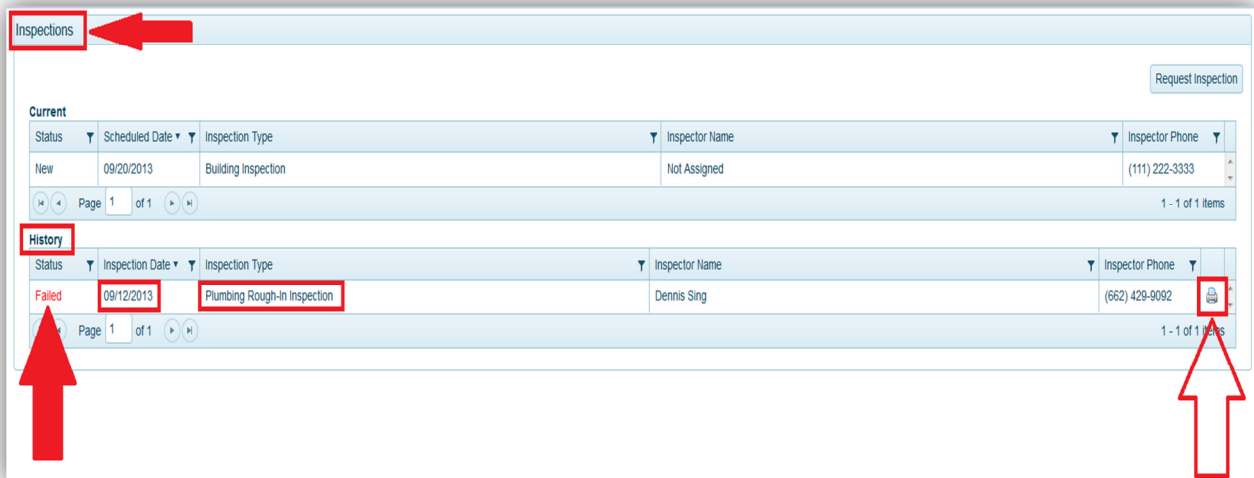 Inspections
Request Inspection
Current
Status Scheduled Date Inspection Type Inspector Name Inspector Phone
New 09/20/2013 Building Inspection Not Assigned (111) 222-3333
Page 1 of 1 1 - 1 of 1 items
History
Status Inspection Date Inspection Type Inspector Name Inspector Phone
Failed 09/12/2013 Plumbing Rough-In Inspection Dennis Sing (662) 429-9092
Page 1 of 1 1 - 1 of 1 items